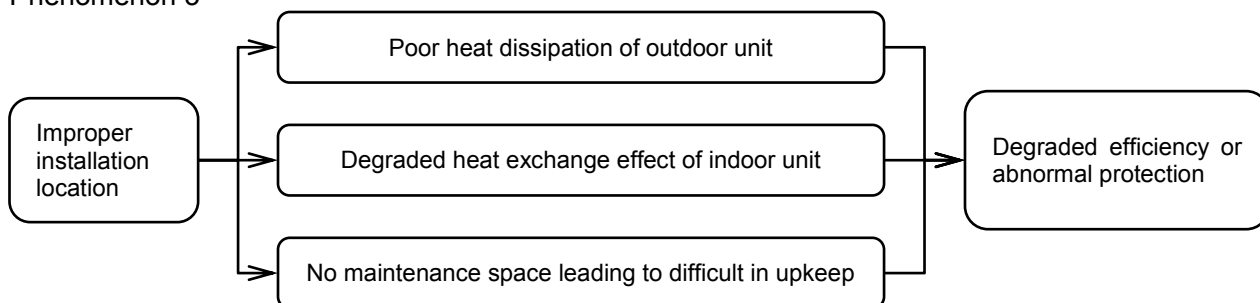 Phenomenon
Poor heat dissipation of outdoor unit
Improper
installation
location
Degraded heat exchange effect of indoor unit
Degraded efficiency or
abnormal protection
No maintenance space leading to difficult in upkeep